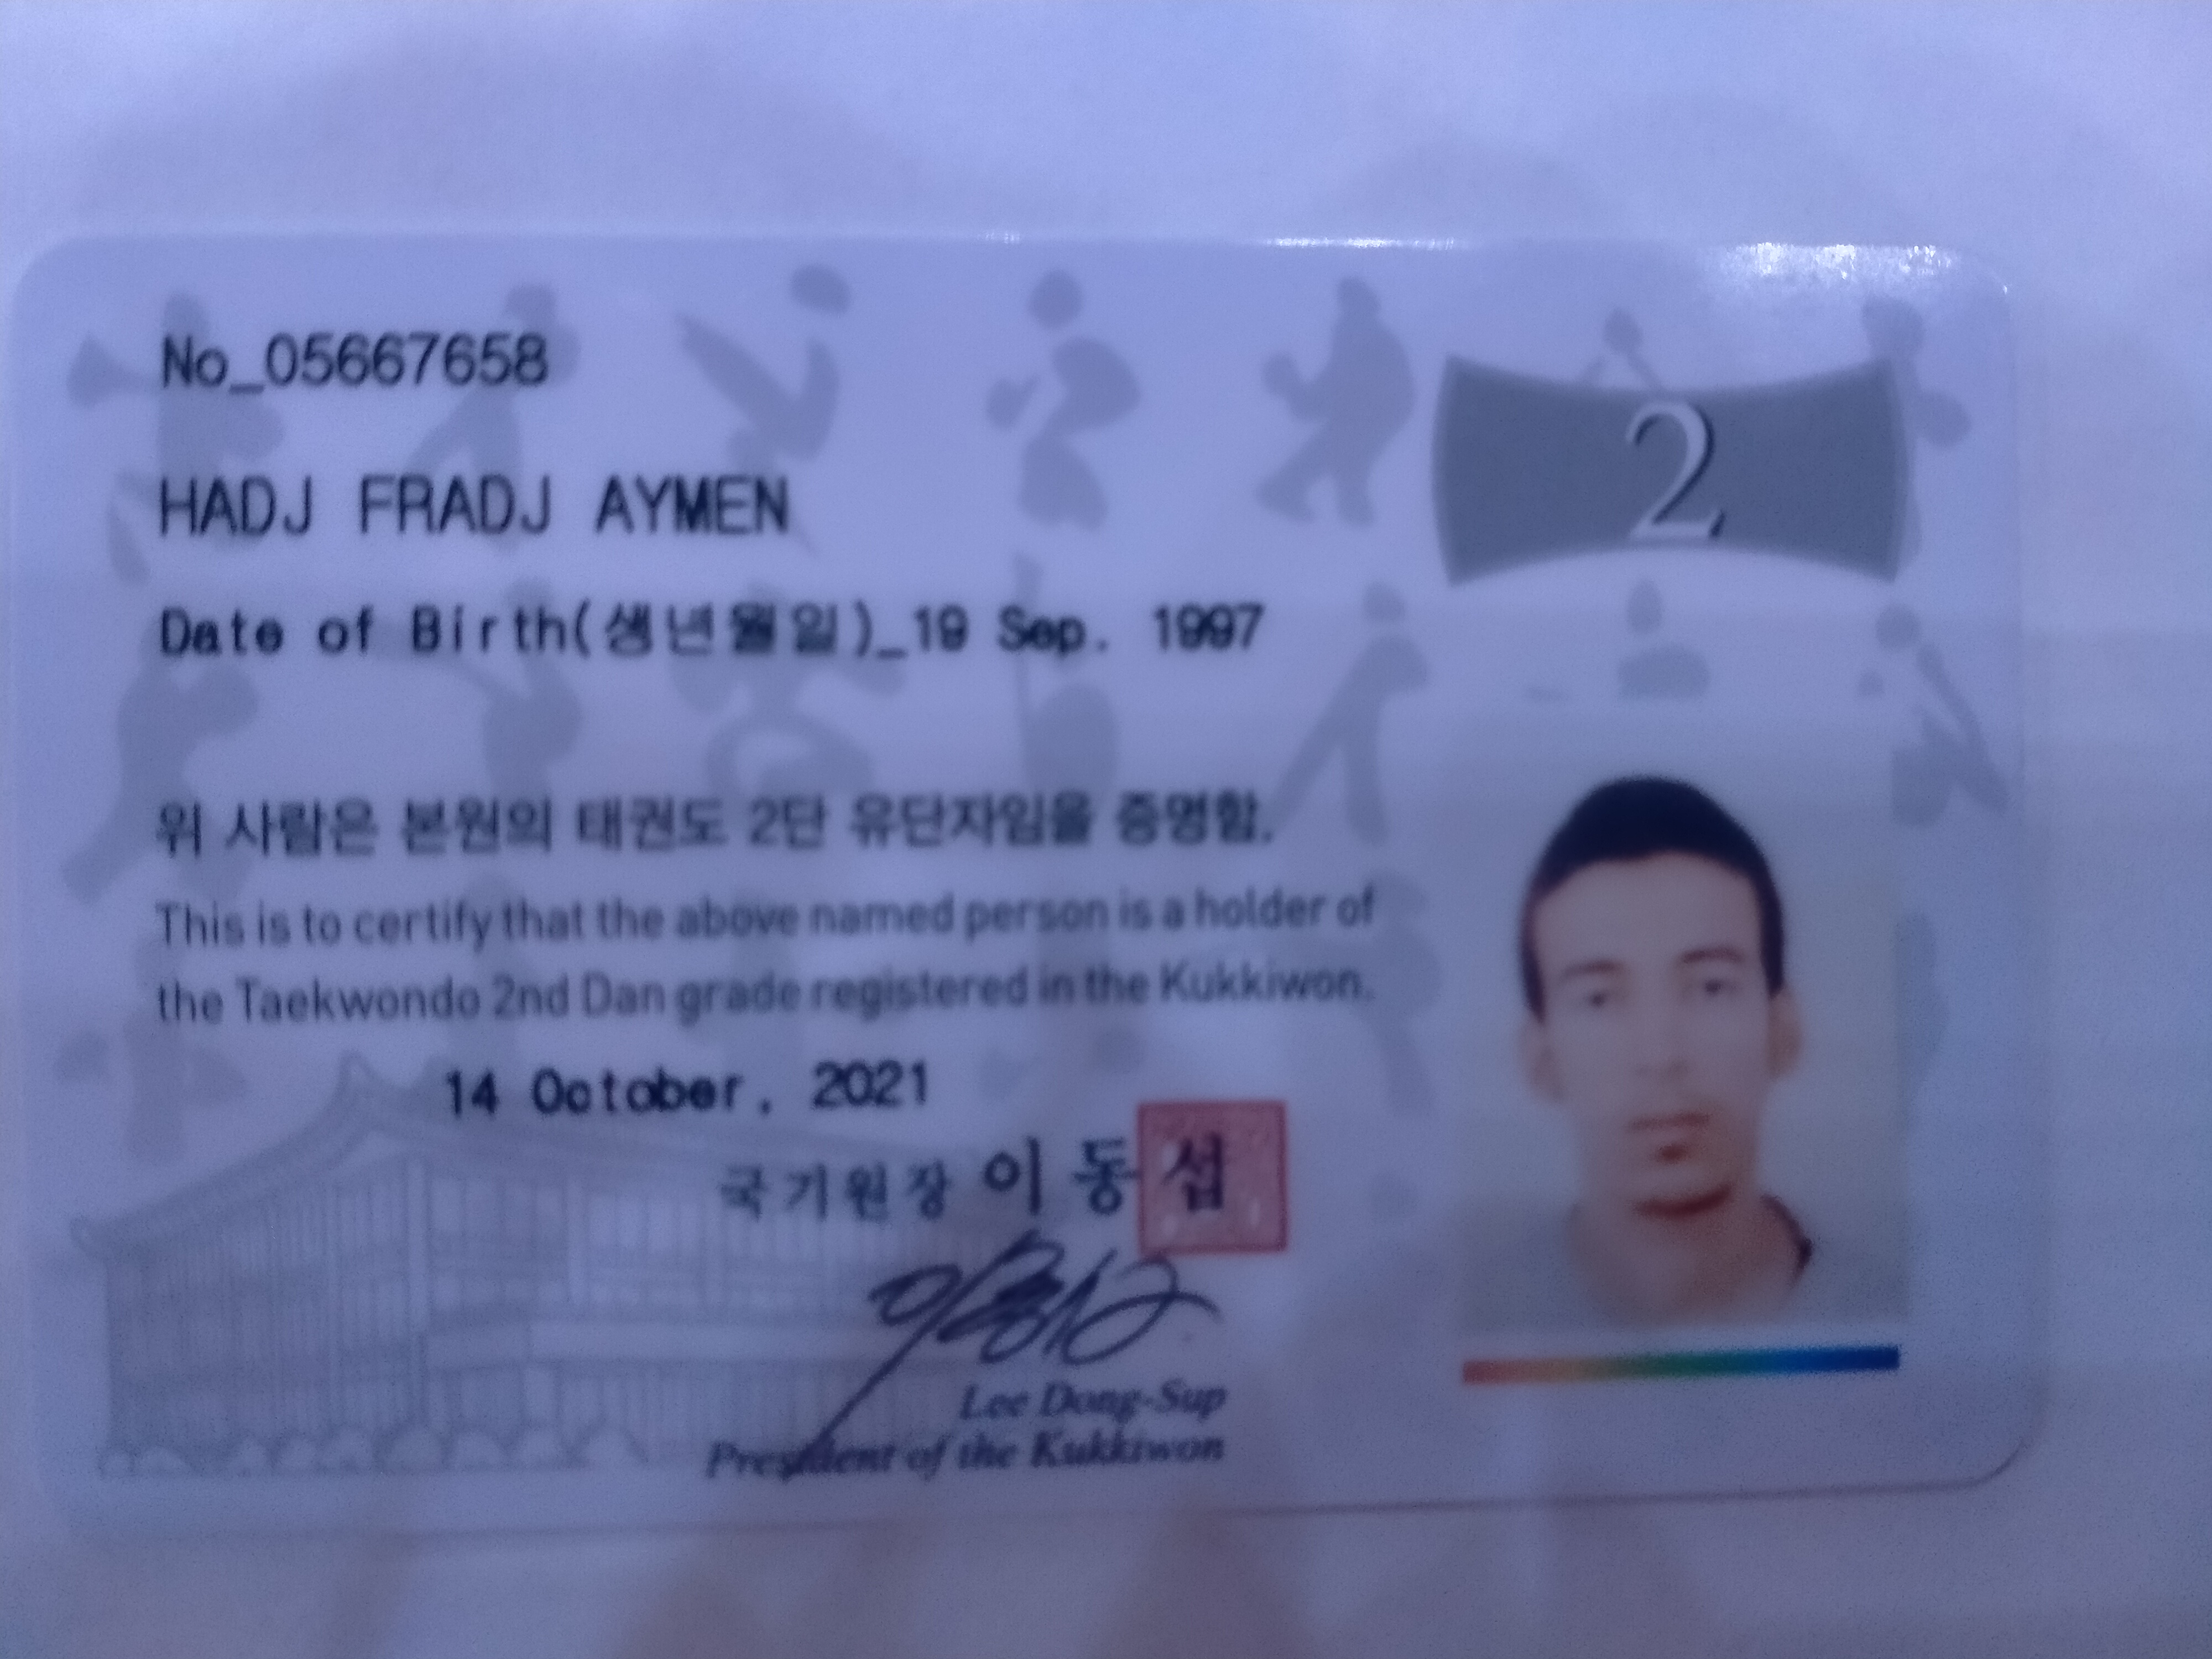 No_05667658
2
HADJ FRADJ AYMEN
Date of Birth(생년월일)_19 Sep. 1997
위 사람은 본원의 태권도 2단 유단자임을 증명함.
This is to certify that the above named person is a holder of
the Taekwondo 2nd Dan grade registered in the Kukkiwon.
14 October, 2021
국기원장 이동섭
Lee Dong-Sup
President of the Kukkiwon